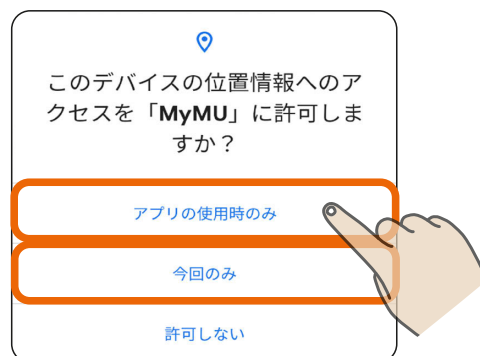 このデバイスの位置情報へのア
クセスを「MyMU」に許可しま
すか？
アプリの使用時のみ
今回のみ
許可しない